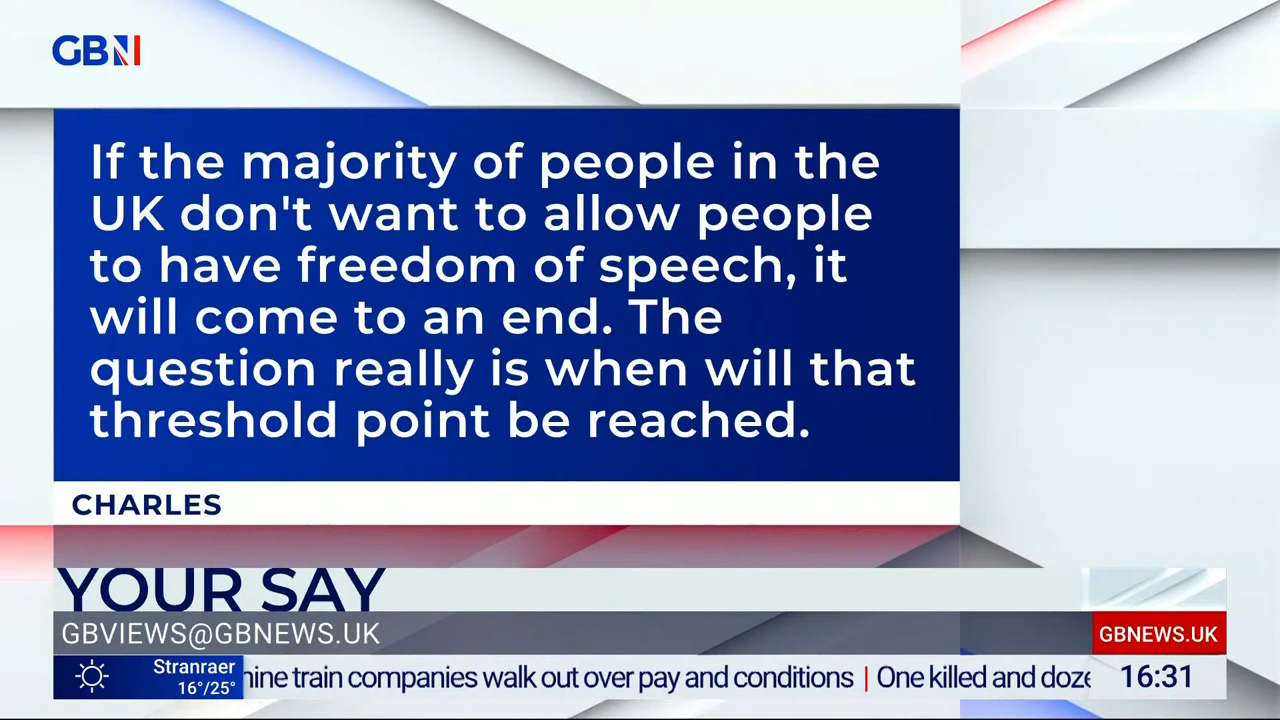 GBN
If the majority of people in the
UK don't want to allow people
to have freedom of speech, it
will come to an end. The
question really is when will that
threshold point be reached.
CHARLES
YOUR SAY
GBVIEWS@GBNEWS.UK
GBNEWS.UK
Stranraer
16°/25°
train companies walk out over pay and conditions | One killed and
16:31